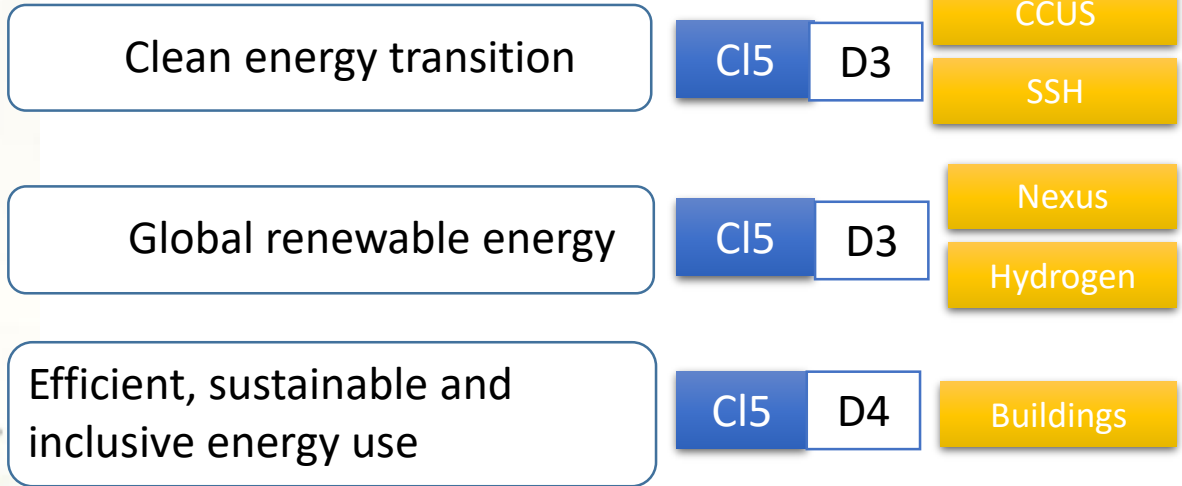 Clean energy transition
Cl5
D3
CCUS
SSH
Global renewable energy
Cl5
D3
Nexus
Hydrogen
Efficient, sustainable and
inclusive energy use
Cl5
D4
Buildings